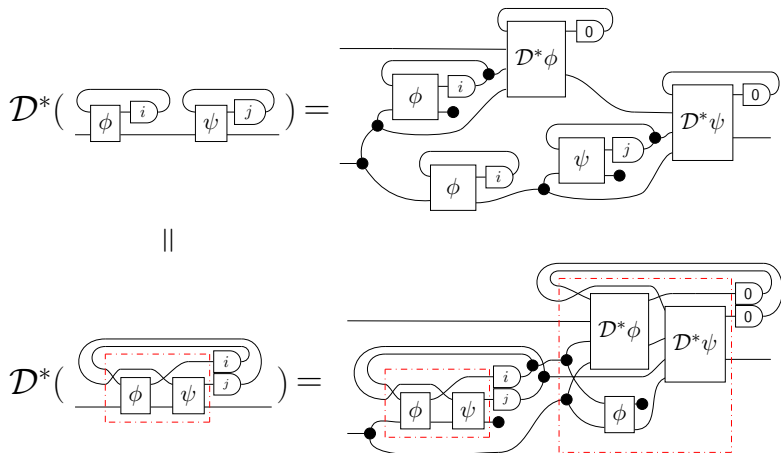 𝒟*ϕ 0
ϕ i
𝒟*( ϕ i ψ j ) = 𝒟*ψ 0
ψ j
ϕ i
=
0
0
𝒟*ϕ 𝒟*ψ
i i
𝒟*( ϕ ψ j ) = ϕ ψ j ϕ